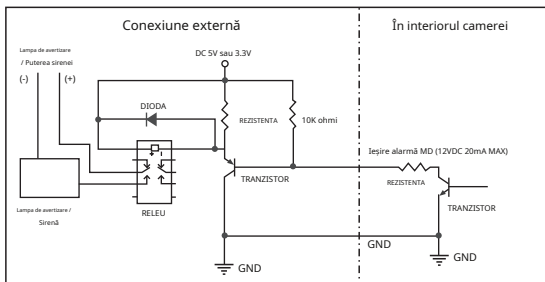 Conexiune externă
În interiorul camerei
DC 5V sau 3.3V
Lampa de avertizare
/ Puterea sirenei
(-)
(+)
DIODA
REZISTENTA
10K ohmi
Ieșire alarmă MD (12VDC 20mA MAX)
TRANZISTOR
REZISTENTA
TRANZISTOR
Lampa de avertizare /
Sirenă
RELEU
GND
GND
GND